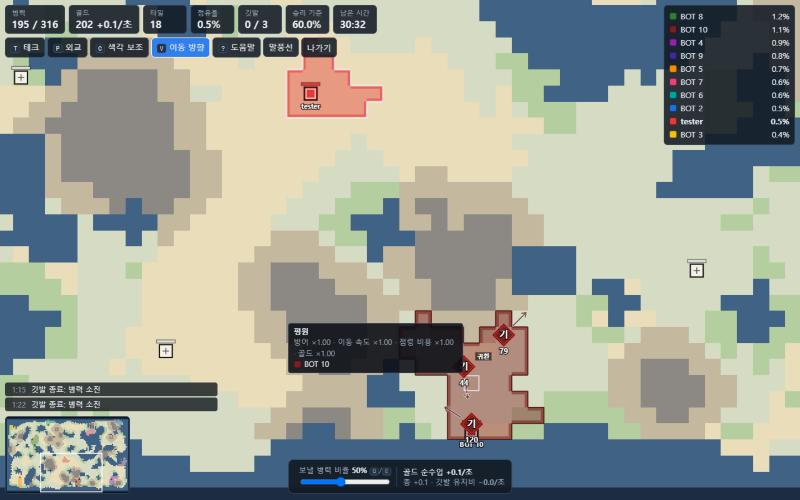 병력
195 / 316
골드
202 +0.1/초
타일
18
점유율
0.5%
깃발
0 / 3
승리 기준
60.0%
남은 시간
30:32
T 테크
P 외교
C 색각 보조
V 이동 방향
? 도움말
말풍선
나가기
BOT 8 1.2%
BOT 10 1.1%
BOT 4 0.9%
BOT 9 0.8%
BOT 5 0.7%
BOT 7 0.6%
BOT 6 0.6%
BOT 2 0.5%
tester 0.5%
BOT 3 0.4%
tester
평원
방어 ×1.00 · 이동 속도 ×1.00 · 점령 비용 ×1.00
· 골드 ×1.00
BOT 10
기
79
귀환
기
44
기
120
BOT 10
1:15 깃발 종료: 병력 소진
1:22 깃발 종료: 병력 소진
보낼 병력 비율 50% Q / E
골드 순수입 +0.1/초
총 +0.1 · 깃발 유지비 −0.0/초